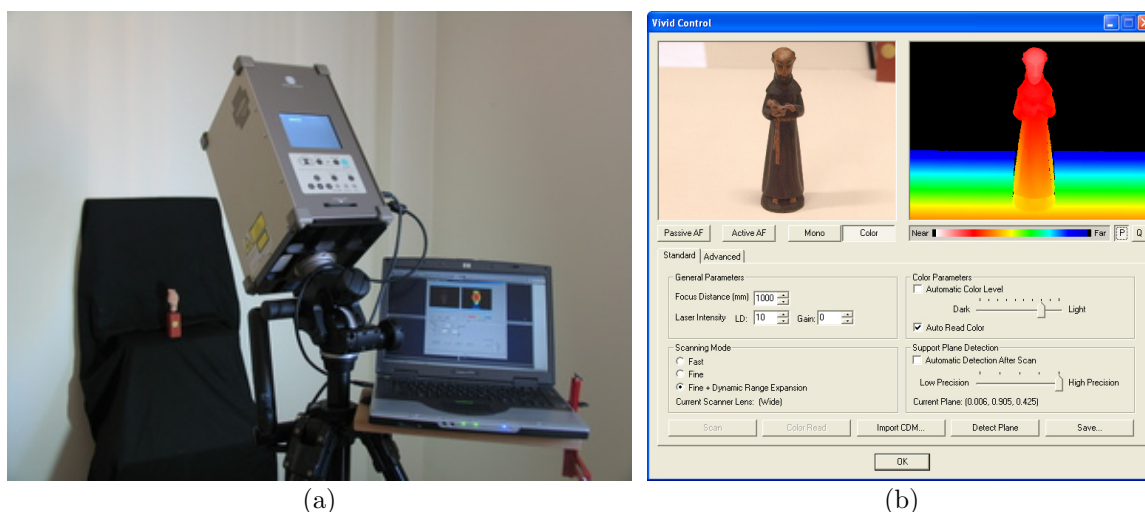 Vivid Control
Passive AF Active AF Mono Color
Near Far P Q
Standard Advanced
General Parameters
Focus Distance (mm) 1000
Laser Intensity LD: 10 Gain: 0
Color Parameters
Automatic Color Level
Dark Light
Auto Read Color
Scanning Mode
Fast
Fine
Fine + Dynamic Range Expansion
Current Scanner Lens: (Wide)
Support Plane Detection
Automatic Detection After Scan
Low Precision High Precision
Current Plane: (0.006, 0.905, 0.425)
Scan Color Read Import CDM... Detect Plane Save...
OK
(a) (b)